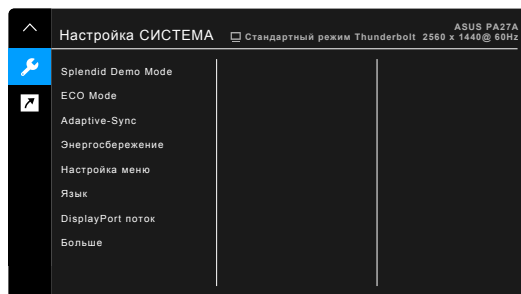 ASUS PA27A
Настройка СИСТЕМА Стандартный режим Thunderbolt 2560 x 1440@ 60Hz
Splendid Demo Mode
ECO Mode
Adaptive-Sync
Энергосбережение
Настройка меню
Язык
DisplayPort поток
Больше